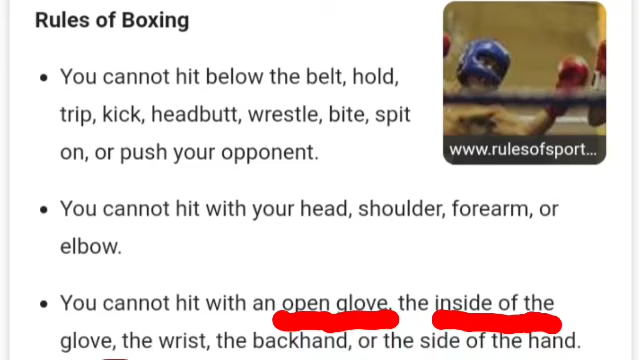 Rules of Boxing
• You cannot hit below the belt, hold,
trip, kick, headbutt, wrestle, bite, spit
on, or push your opponent.
www.rulesofsport...
• You cannot hit with your head, shoulder, forearm, or
elbow.
• You cannot hit with an open glove, the inside of the
glove, the wrist, the backhand, or the side of the hand.